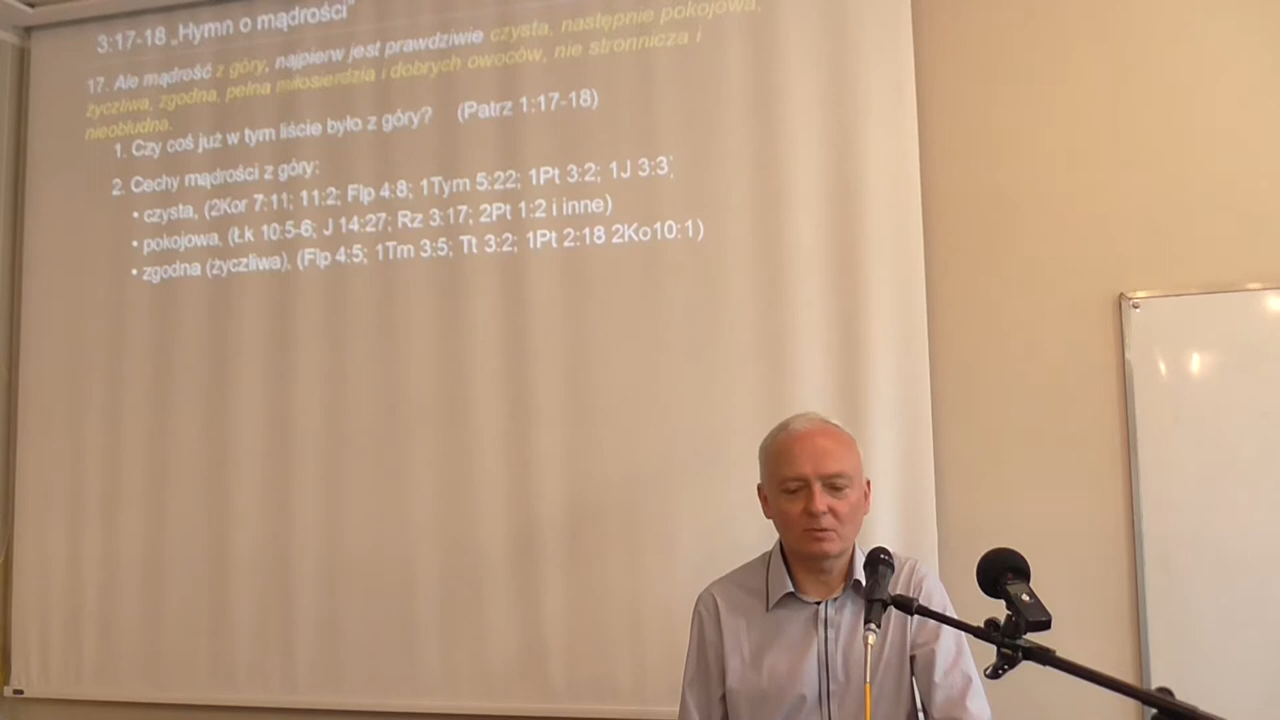 3:17-18 „Hymn o mądrości"
17. Ale mądrość z góry, najpierw jest prawdziwie czysta, następnie pokojowa,
życzliwa, zgodna, pełna miłosierdzia i dobrych owoców, nie stronnicza i
nieobłudna.
1. Czy coś już w tym liście było z góry? (Patrz 1:17-18)
2. Cechy mądrości z góry:
• czysta, (2Kor 7:11; 11:2; Flp 4:8; 1Tym 5:22; 1Pt 3:2; 1J 3:3;
• pokojowa, (Łk 10:5-6; J 14:27; Rz 3:17; 2Pt 1:2 i inne)
• zgodna (życzliwa), (Flp 4:5; 1Tm 3:5; Tt 3:2; 1Pt 2:18 2Ko10:1)